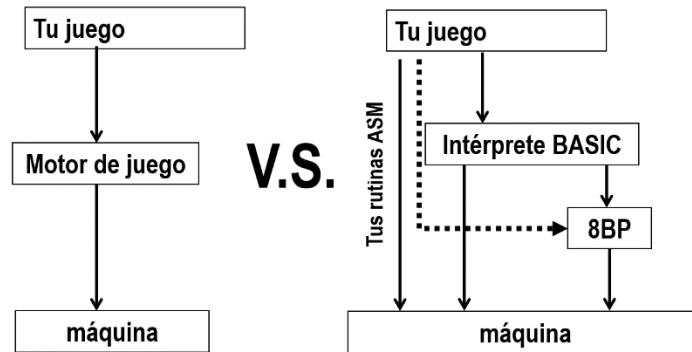 Tu juego
Motor de juego
máquina
V.S.
Tu juego
Tus rutinas ASM
Intérprete BASIC
8BP
máquina